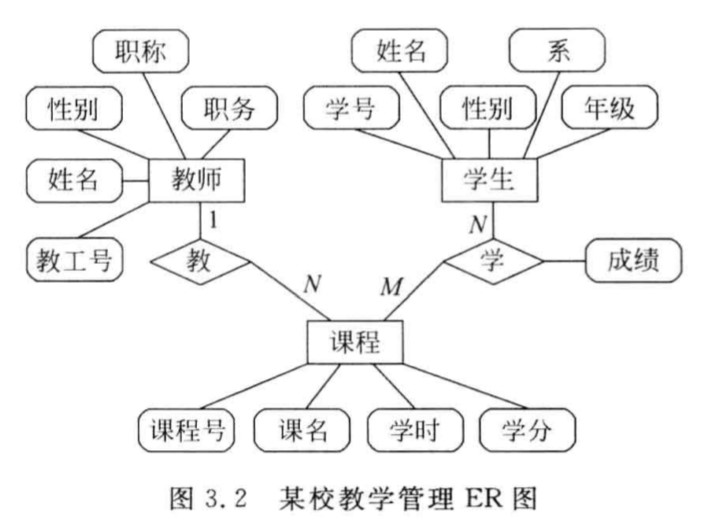 职称
姓名
系
性别
职务
学号
性别
年级
姓名
教师
学生
1
N
教工号
教
学
成绩
N
M
课程
课程号
课名
学时
学分
图 3.2 某校教学管理 ER 图